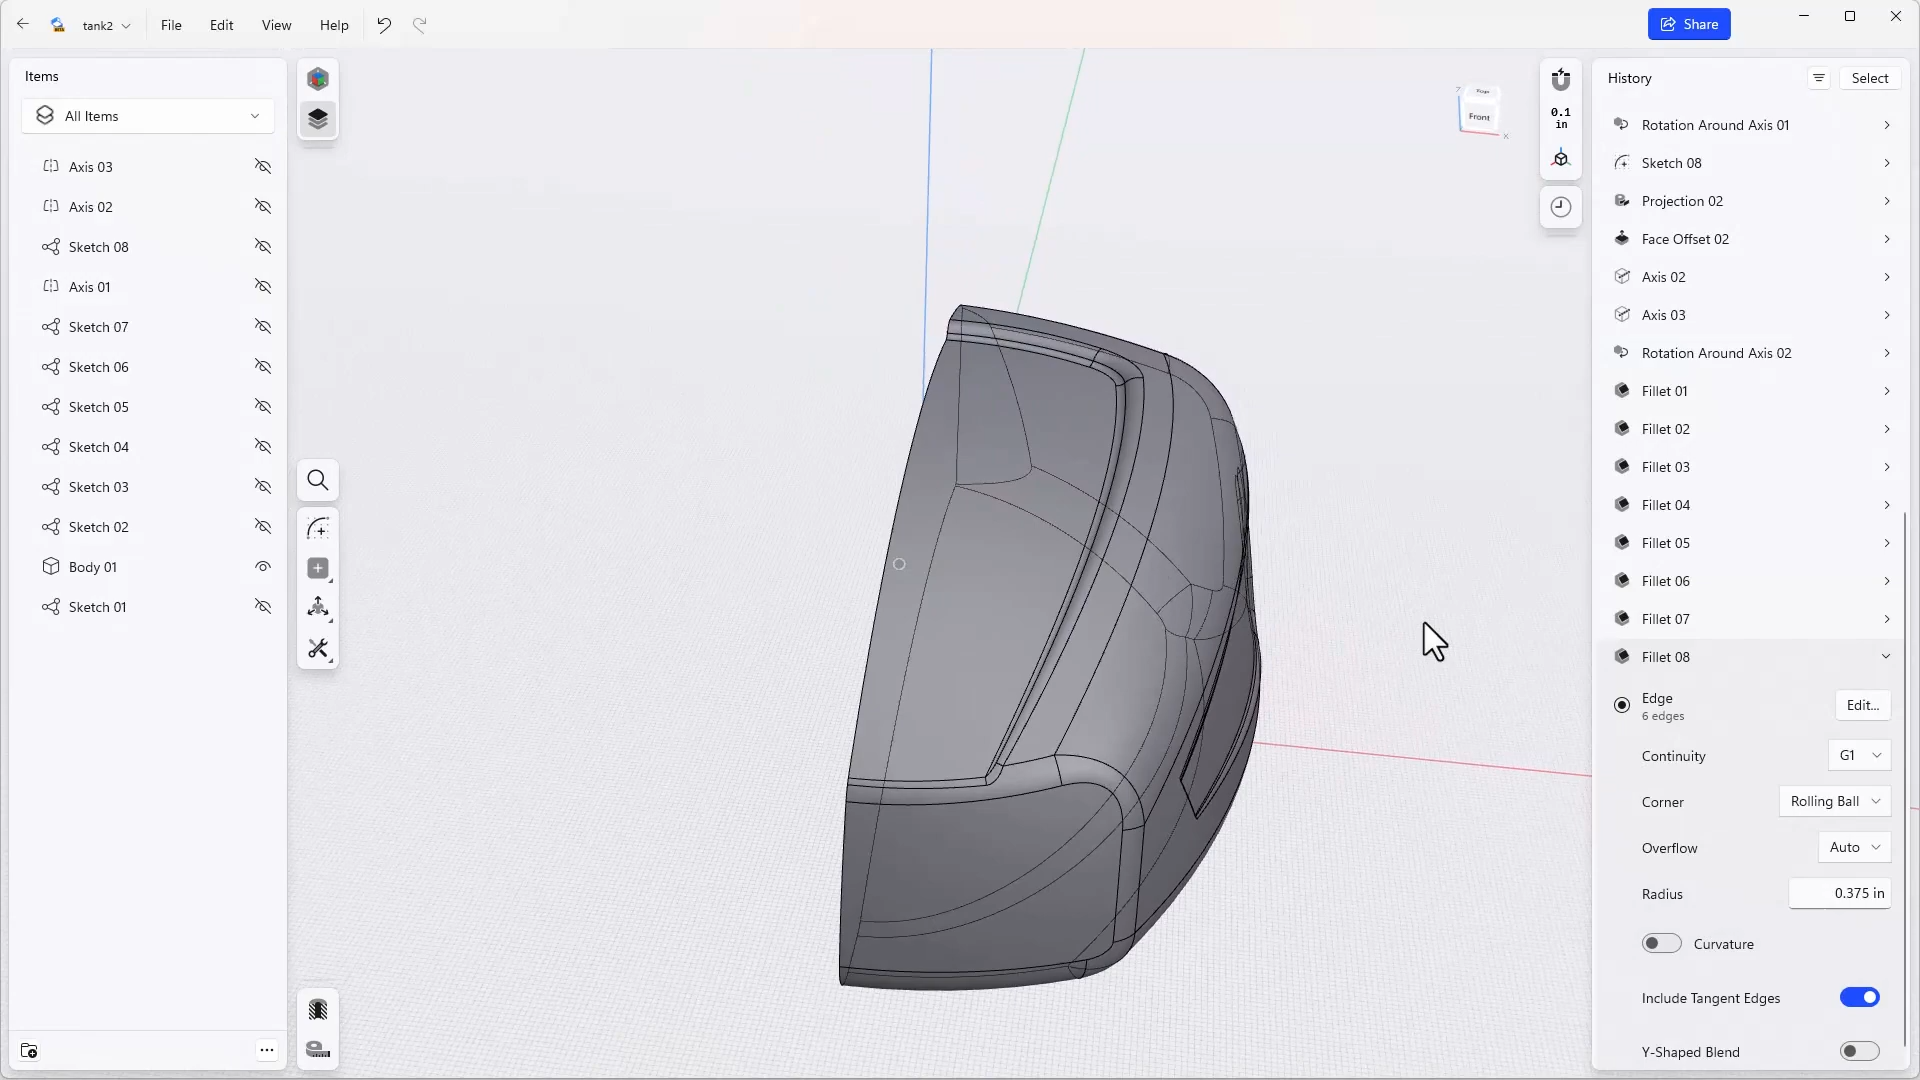 tank2
File
Edit
View
Help
Share
Items
All Items
Axis 03
Axis 02
Sketch 08
Axis 01
Sketch 07
Sketch 06
Sketch 05
Sketch 04
Sketch 03
Sketch 02
Body 01
Sketch 01
Front
Z
X
0.1
in
History
Select
Rotation Around Axis 01
Sketch 08
Projection 02
Face Offset 02
Axis 02
Axis 03
Rotation Around Axis 02
Fillet 01
Fillet 02
Fillet 03
Fillet 04
Fillet 05
Fillet 06
Fillet 07
Fillet 08
Edge
6 edges
Edit...
Continuity
G1
Corner
Rolling Ball
Overflow
Auto
Radius
0.375 in
Curvature
Include Tangent Edges
Y-Shaped Blend